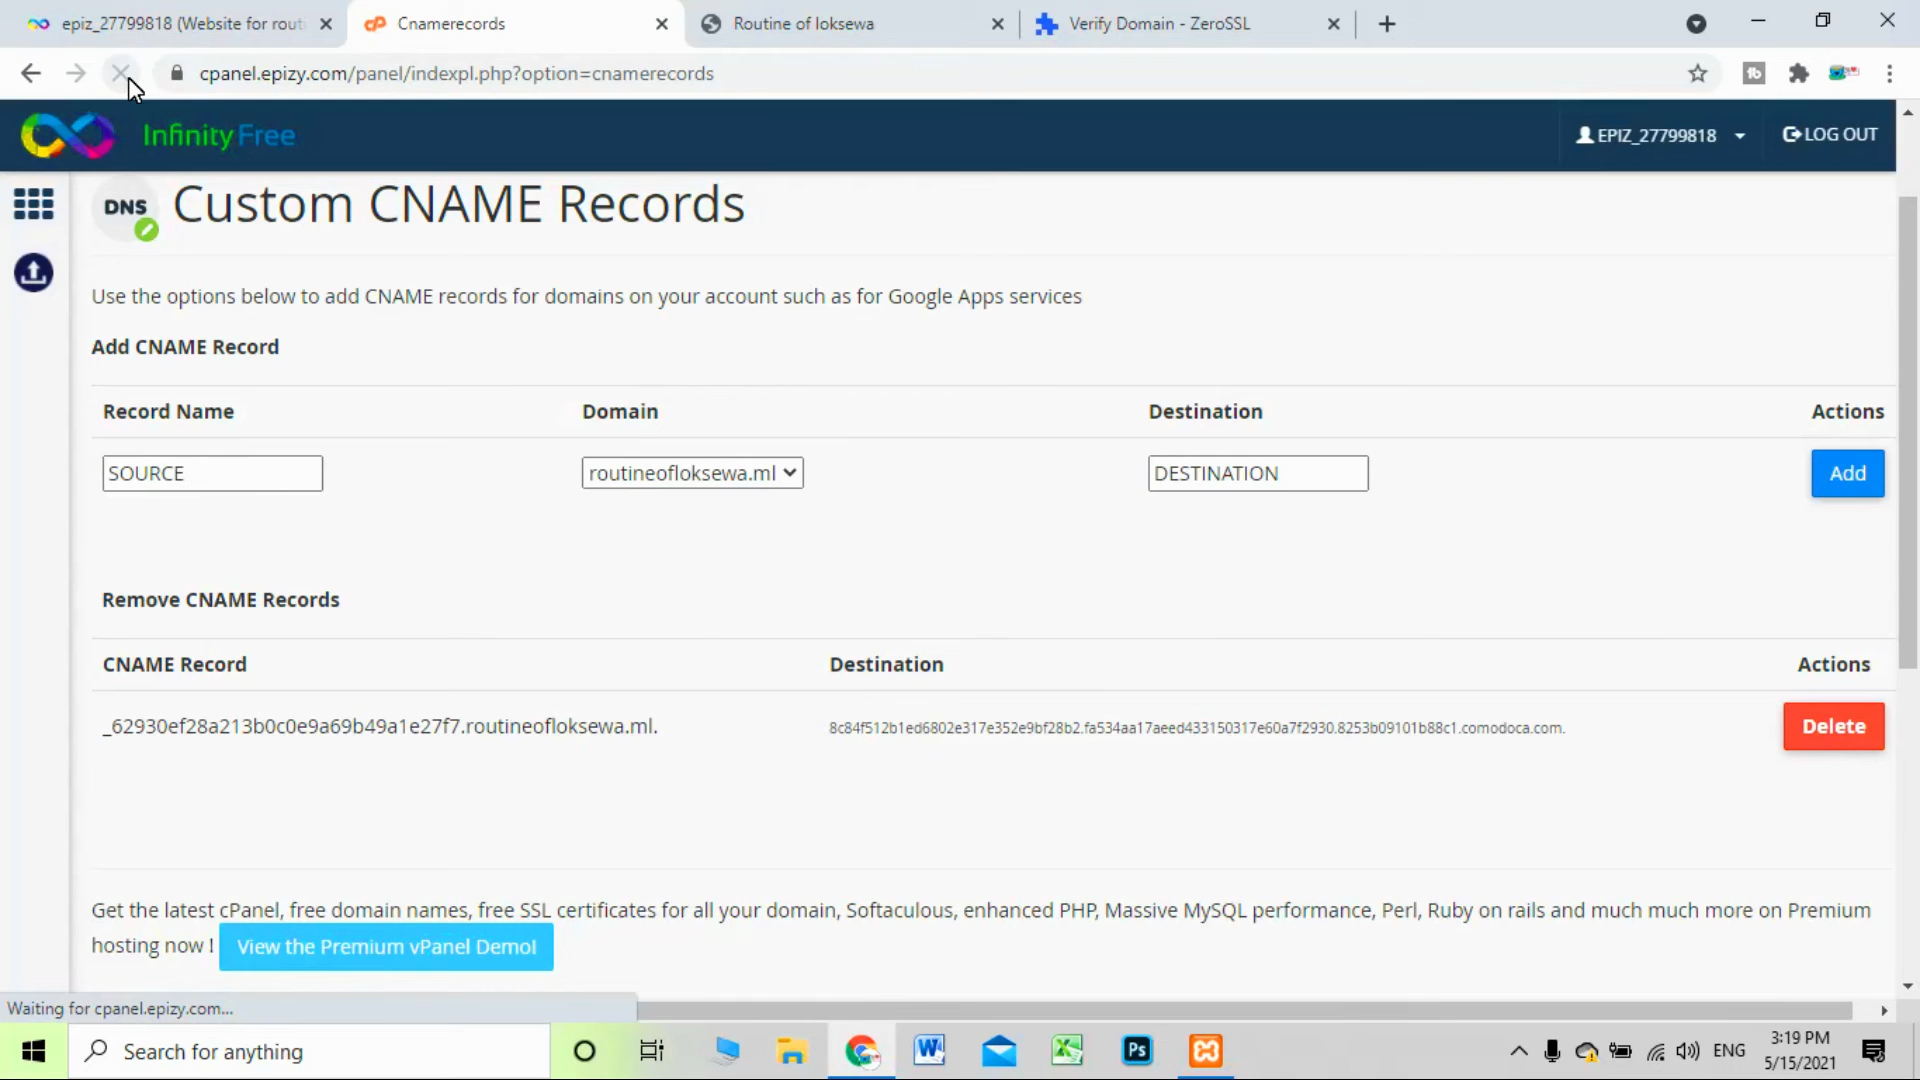 epiz_27799818 (Website for rout
Cnamerecords
Routine of loksewa
Verify Domain - ZeroSSL
cpanel.epizy.com/panel/indexpl.php?option=cnamerecords
InfinityFree
EPIZ_27799818
LOG OUT
DNS
Custom CNAME Records
Use the options below to add CNAME records for domains on your account such as for Google Apps services
Add CNAME Record
Record Name
Domain
Destination
Actions
SOURCE
routineofloksewa.ml
DESTINATION
Add
Remove CNAME Records
CNAME Record
Destination
Actions
_62930ef28a213b0c0e9a69b49a1e27f7.routineofloksewa.ml.
8c84f512b1ed6802e317e352e9bf28b2.fa534aa17aeed433150317e60a7f2930.8253b09101b88c1.comodoca.com.
Delete
Get the latest cPanel, free domain names, free SSL certificates for all your domain, Softaculous, enhanced PHP, Massive MySQL performance, Perl, Ruby on rails and much much more on Premium
hosting now !
View the Premium vPanel Demo!
Waiting for cpanel.epizy.com...
Search for anything
Ps
ENG
3:19 PM
5/15/2021